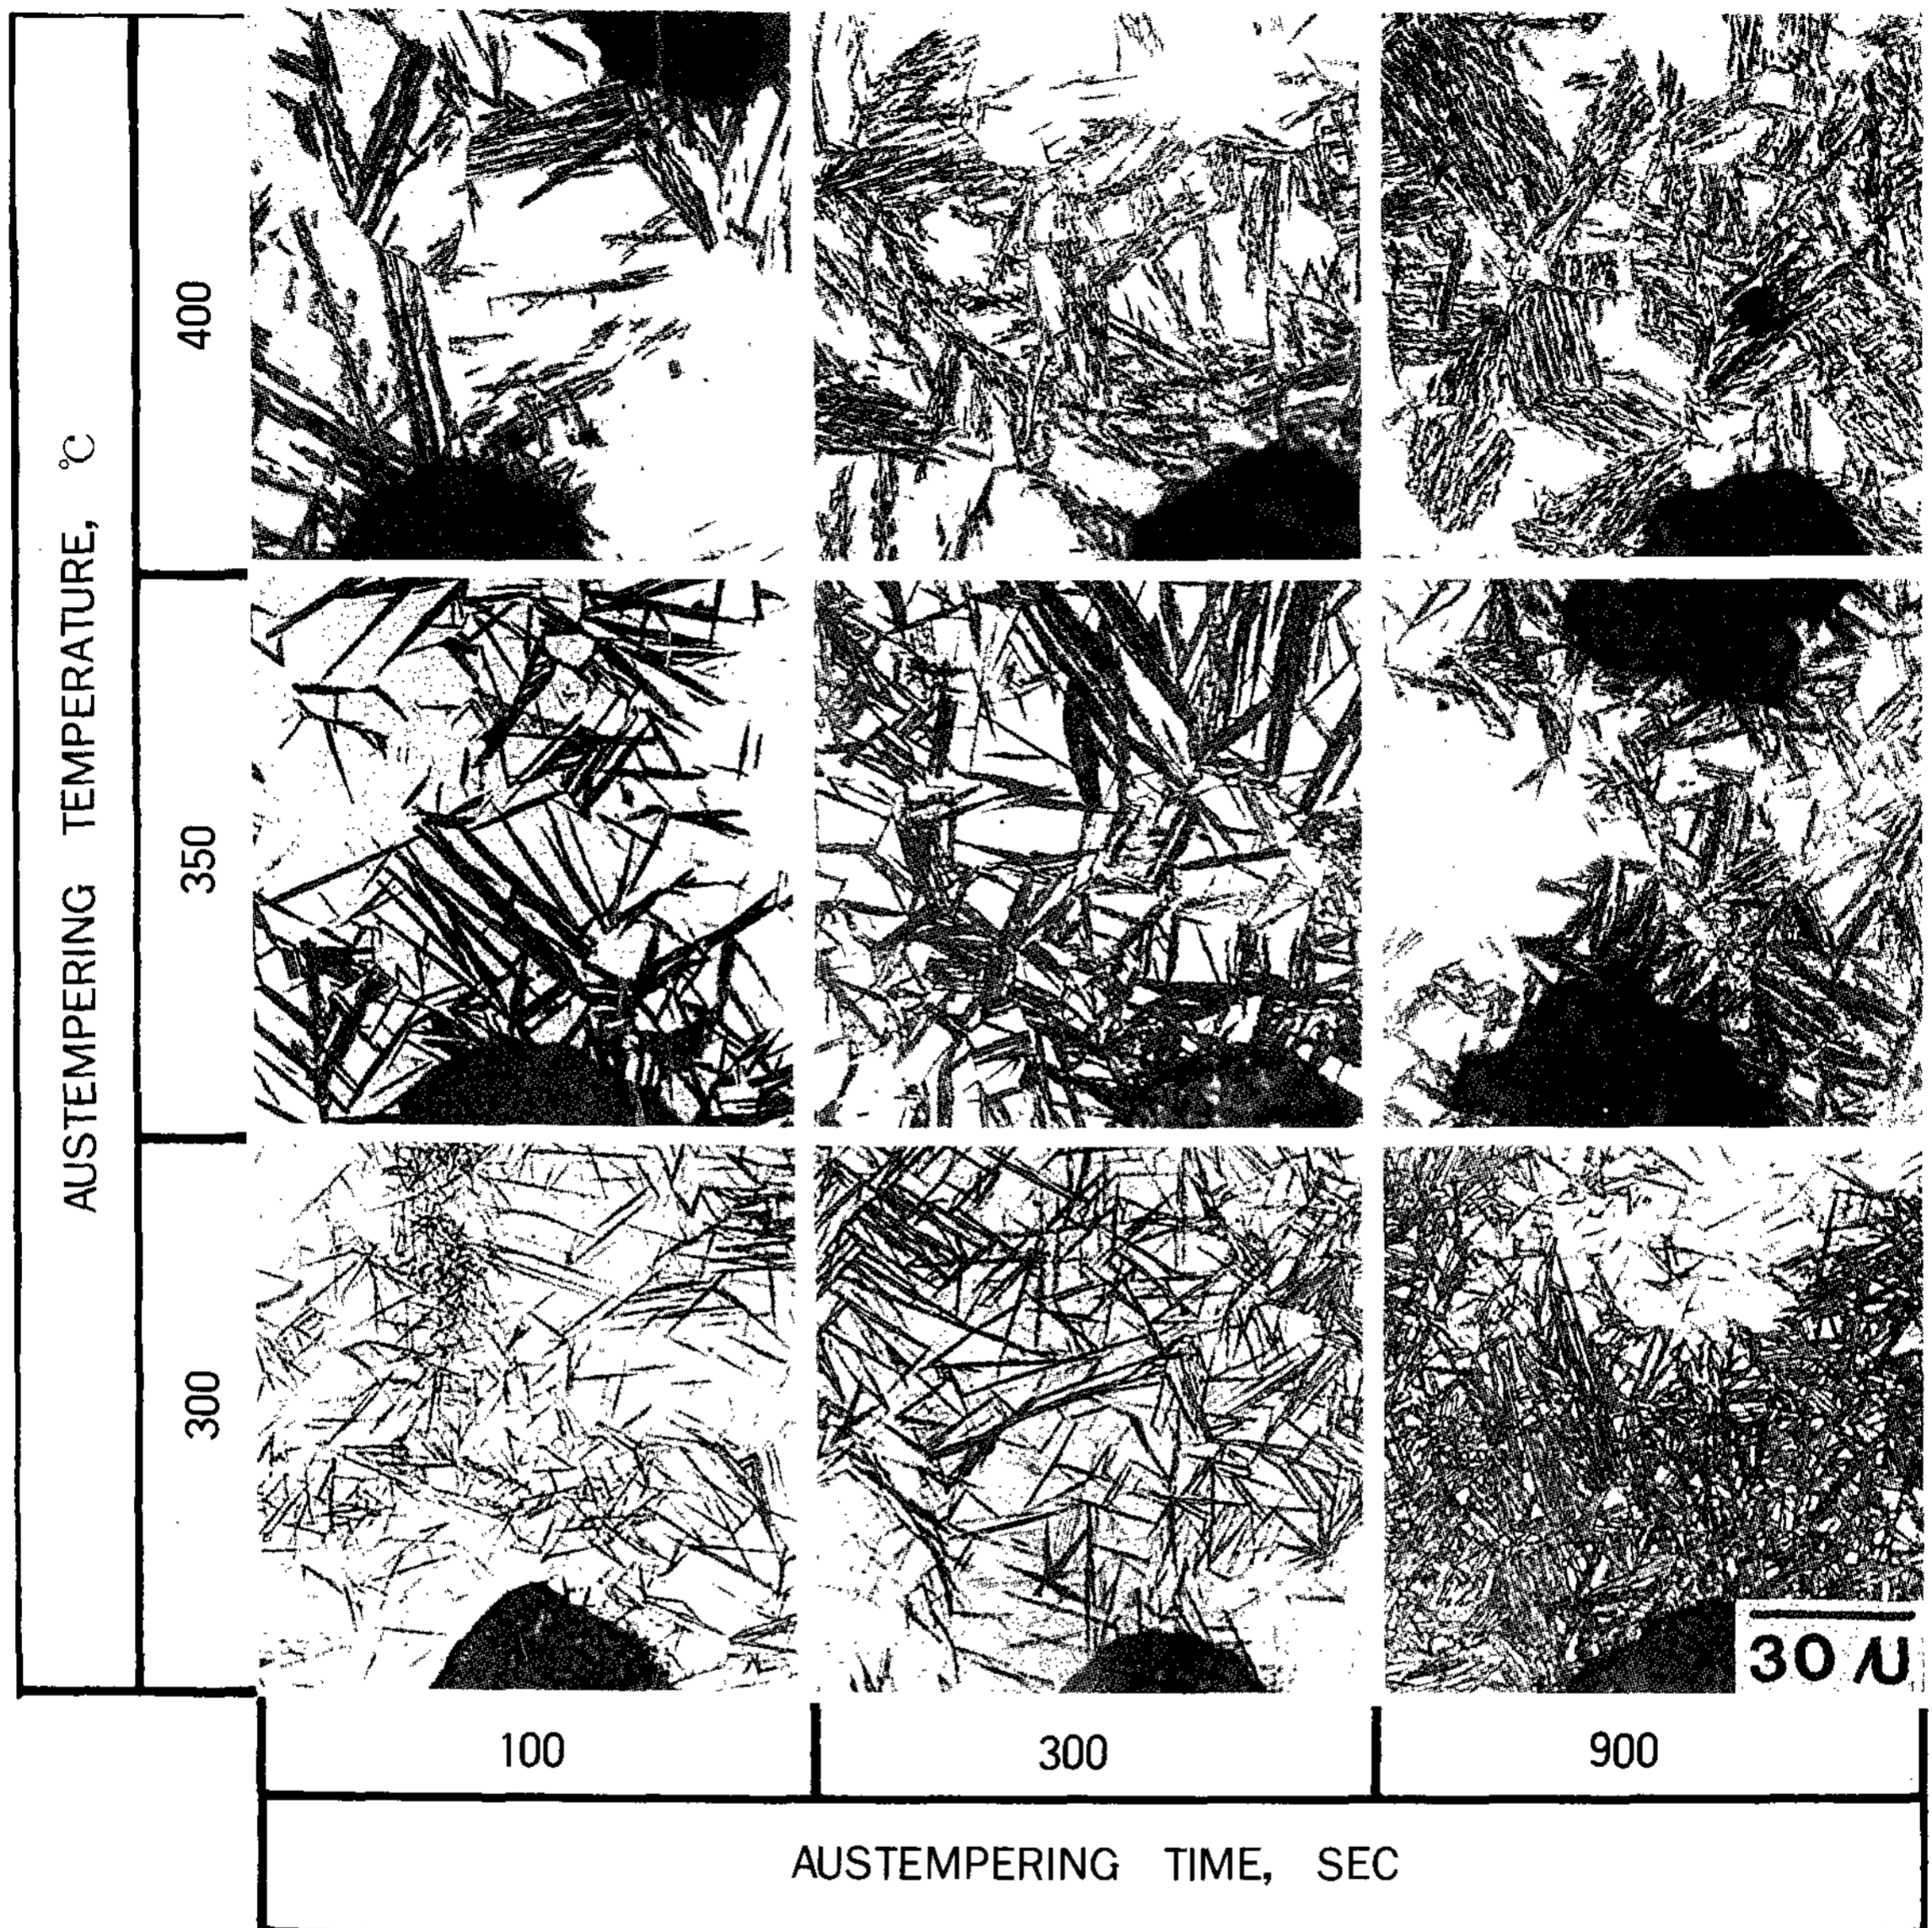 AUSTEMPERING TEMPERATURE, °C
400
350
300
30 μ
100
300
900
AUSTEMPERING TIME, SEC